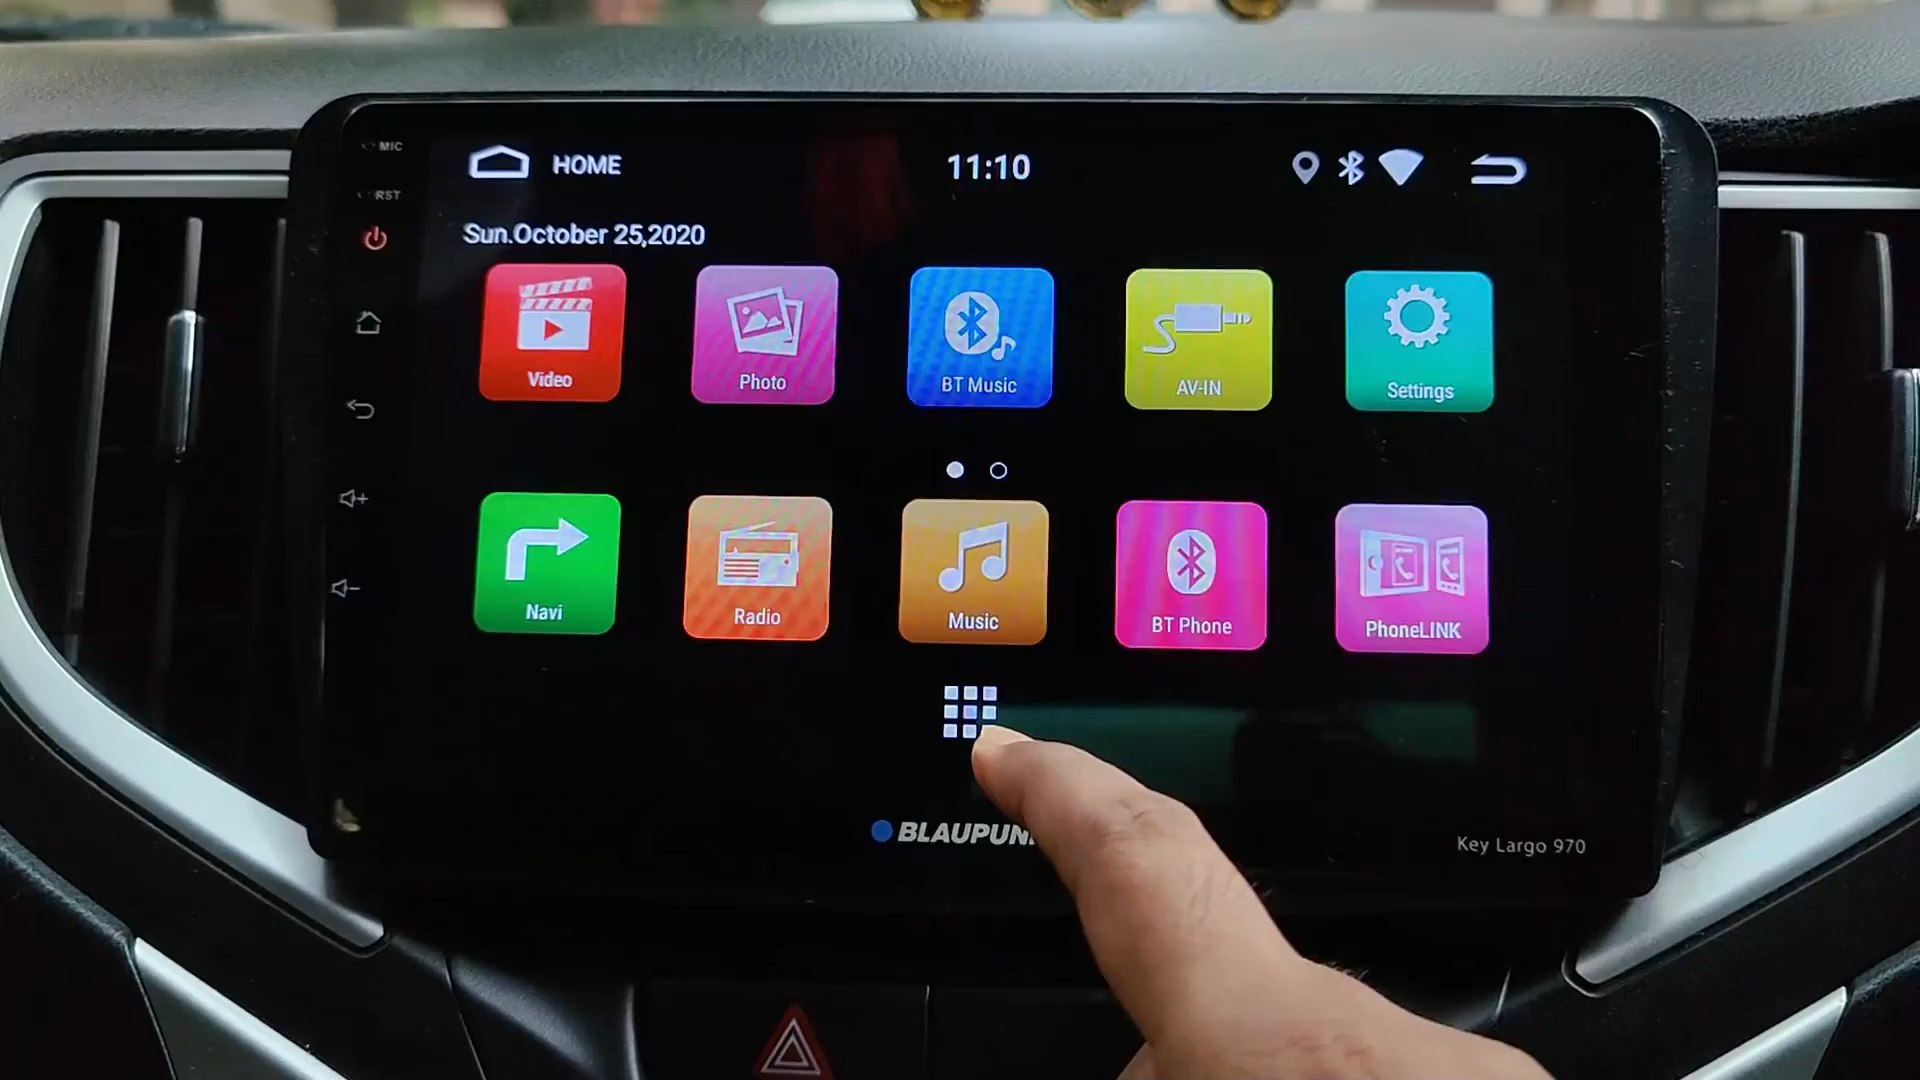 MIC
HOME
11:10
RST
Sun.October 25,2020
Video
Photo
BT Music
AV-IN
Settings
Navi
Radio
Music
BT Phone
PhoneLINK
BLAUPUN
Key Largo 970